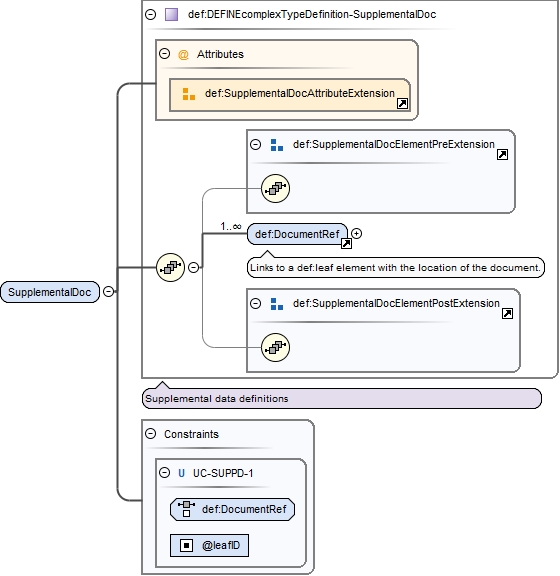 def:DEFINEcomplexTypeDefinition-SupplementalDoc
@ Attributes
def:SupplementalDocAttributeExtension
def:SupplementalDocElementPreExtension
1..∞
def:DocumentRef
Links to a def:leaf element with the location of the document.
SupplementalDoc
def:SupplementalDocElementPostExtension
Supplemental data definitions
Constraints
U UC-SUPPD-1
def:DocumentRef
@leafID